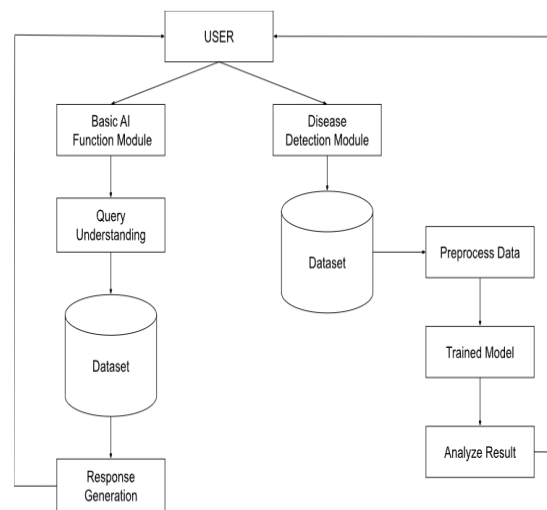 USER
Basic AI
Function Module
Disease
Detection Module
Query
Understanding
Dataset
Preprocess Data
Dataset
Trained Model
Response
Generation
Analyze Result